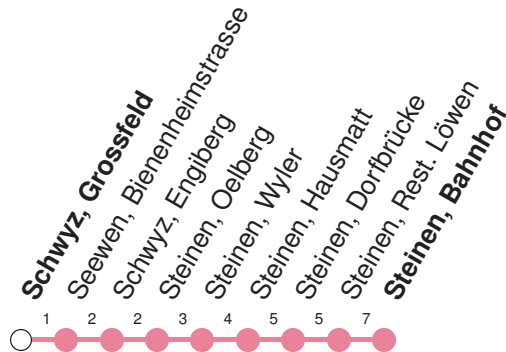 Schwyz, Grossfeld
Seewen, Bienenheimstrasse
Schwyz, Engiberg
Steinen, Oelberg
Steinen, Wyler
Steinen, Hausmatt
Steinen, Dorfbrücke
Steinen, Rest. Löwen
Steinen, Bahnhof
1 2 2 3 4 5 5 7